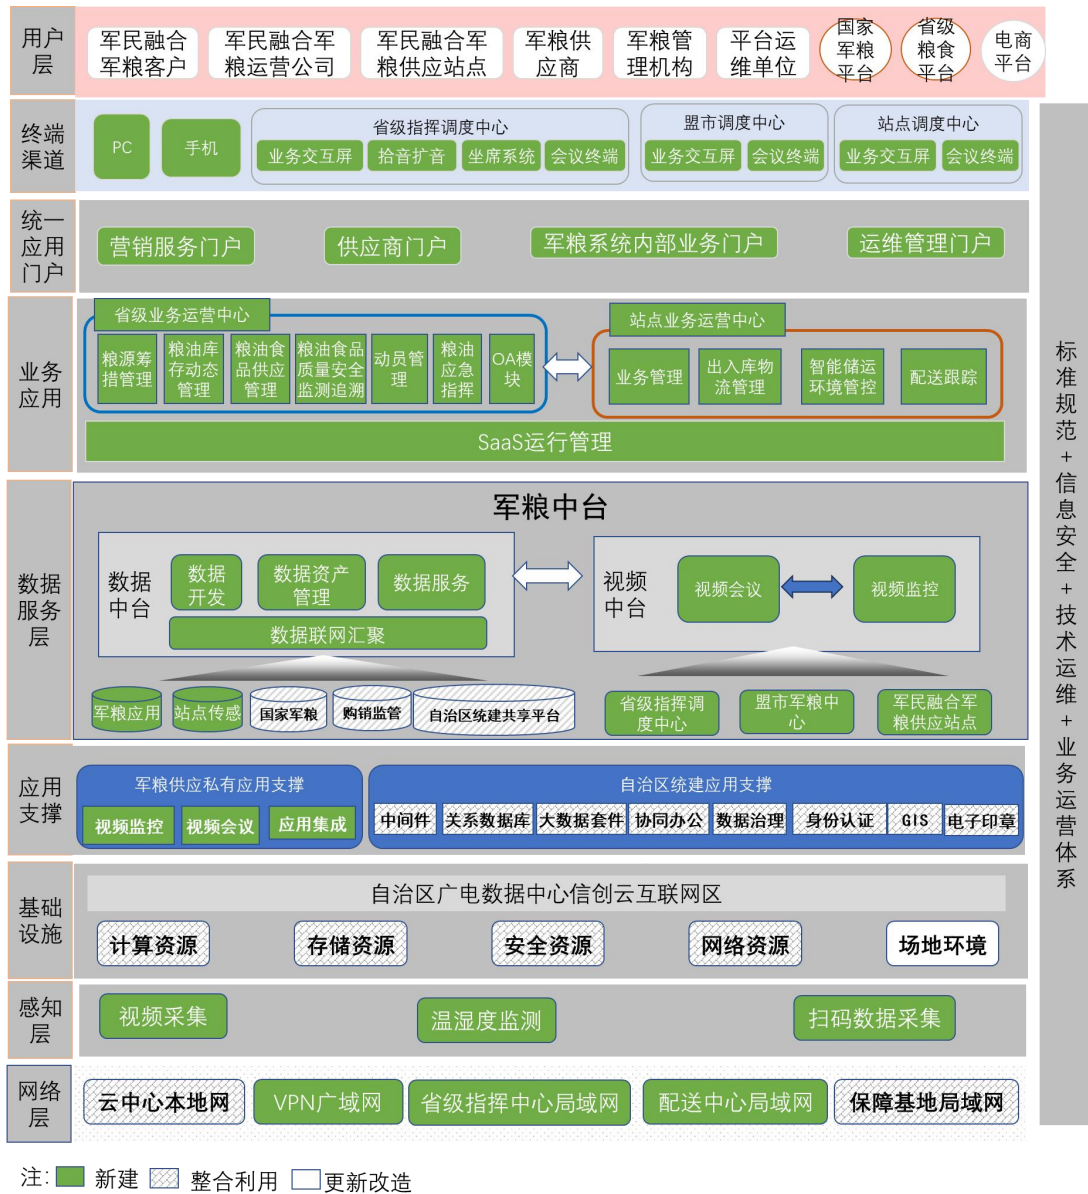 用户
层
军民融合
军粮客户
军民融合军
粮运营公司
军民融合军
粮供应站点
军粮供
应商
军粮管
理机构
平台运
维单位
国家
军粮
平台
省级
粮食
平台
电商
平台
终端
渠道
PC
手机
省级指挥调度中心
业务交互屏
拾音扩音
坐席系统
会议终端
盟市调度中心
业务交互屏
会议终端
站点调度中心
业务交互屏
会议终端
统一
应用
门户
营销服务门户
供应商门户
军粮系统内部业务门户
运维管理门户
业务
应用
省级业务运营中心
粮源筹
措管理
粮油库
存动态
管理
粮油食
品供应
管理
粮油食品
质量安全
监测追溯
动员管
理
粮油
应急
指挥
OA模
块
站点业务运营中心
业务管理
出入库物
流管理
智能储运
环境管控
配送跟踪
SaaS运行管理
数据
服务
层
军粮中台
数据
中台
数据
开发
数据资产
管理
数据服务
数据联网汇聚
视频
中台
视频会议
视频监控
军粮应用
站点传感
国家军粮
购销监管
自治区统建共享平台
省级指挥调
度中心
盟市军粮中
心
军民融合军
粮供应站点
应用
支撑
军粮供应私有应用支撑
视频监控
视频会议
应用集成
自治区统建应用支撑
中间件
关系数据库
大数据套件
协同办公
数据治理
身份认证
GIS
电子印章
基础
设施
自治区广电数据中心信创云互联网区
计算资源
存储资源
安全资源
网络资源
场地环境
感知
层
视频采集
温湿度监测
扫码数据采集
网络
层
云中心本地网
VPN广域网
省级指挥中心局域网
配送中心局域网
保障基地局域网
标准规范+信息安全+技术运维+业务运营体系
注:
新建
整合利用
更新改造